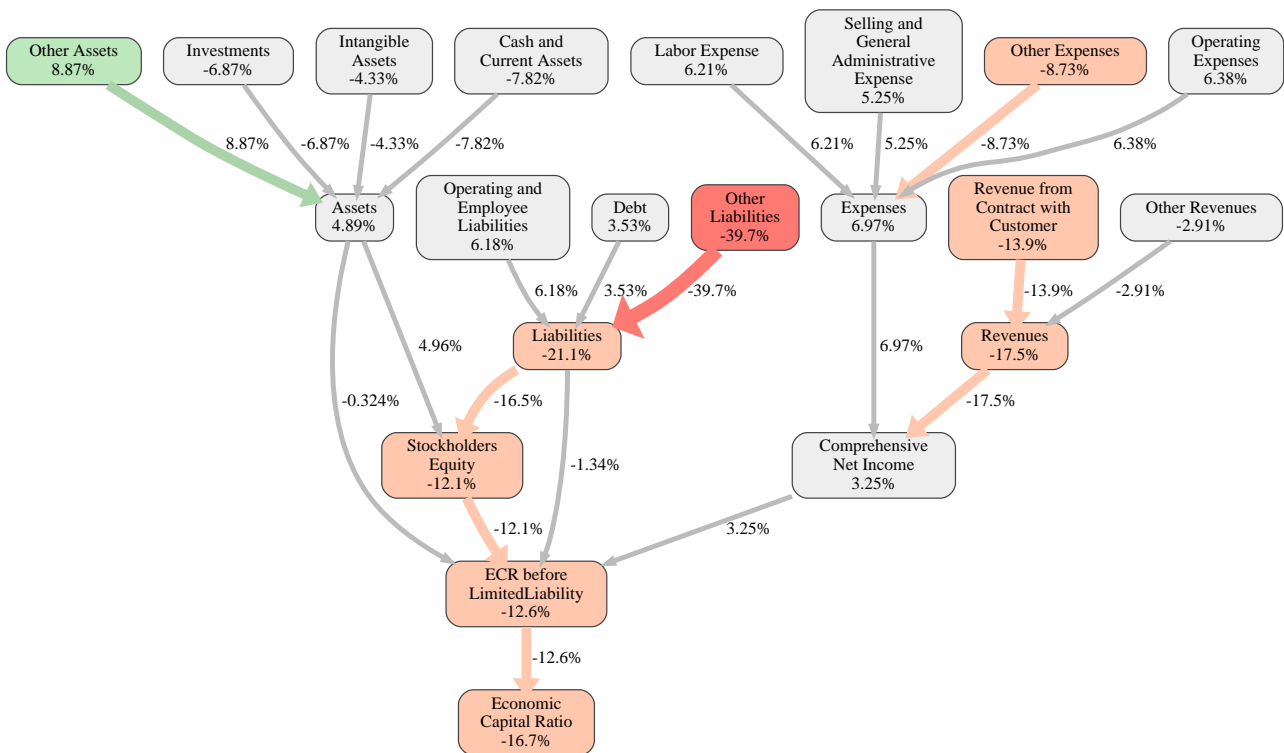 Other Assets
8.87%
Investments
-6.87%
Intangible
Assets
-4.33%
Cash and
Current Assets
-7.82%
Labor Expense
6.21%
Selling and
General
Administrative
Expense
5.25%
Other Expenses
-8.73%
Operating
Expenses
6.38%
8.87%
-6.87%
-4.33%
-7.82%
6.21%
5.25%
-8.73%
6.38%
Assets
4.89%
Operating and
Employee
Liabilities
6.18%
Debt
3.53%
Other
Liabilities
-39.7%
Expenses
6.97%
Revenue from
Contract with
Customer
-13.9%
Other Revenues
-2.91%
6.18%
3.53%
-39.7%
-13.9%
-2.91%
4.96%
Liabilities
-21.1%
6.97%
Revenues
-17.5%
-0.324%
-16.5%
-17.5%
Stockholders
Equity
-12.1%
-1.34%
Comprehensive
Net Income
3.25%
-12.1%
3.25%
ECR before
LimitedLiability
-12.6%
-12.6%
Economic
Capital Ratio
-16.7%